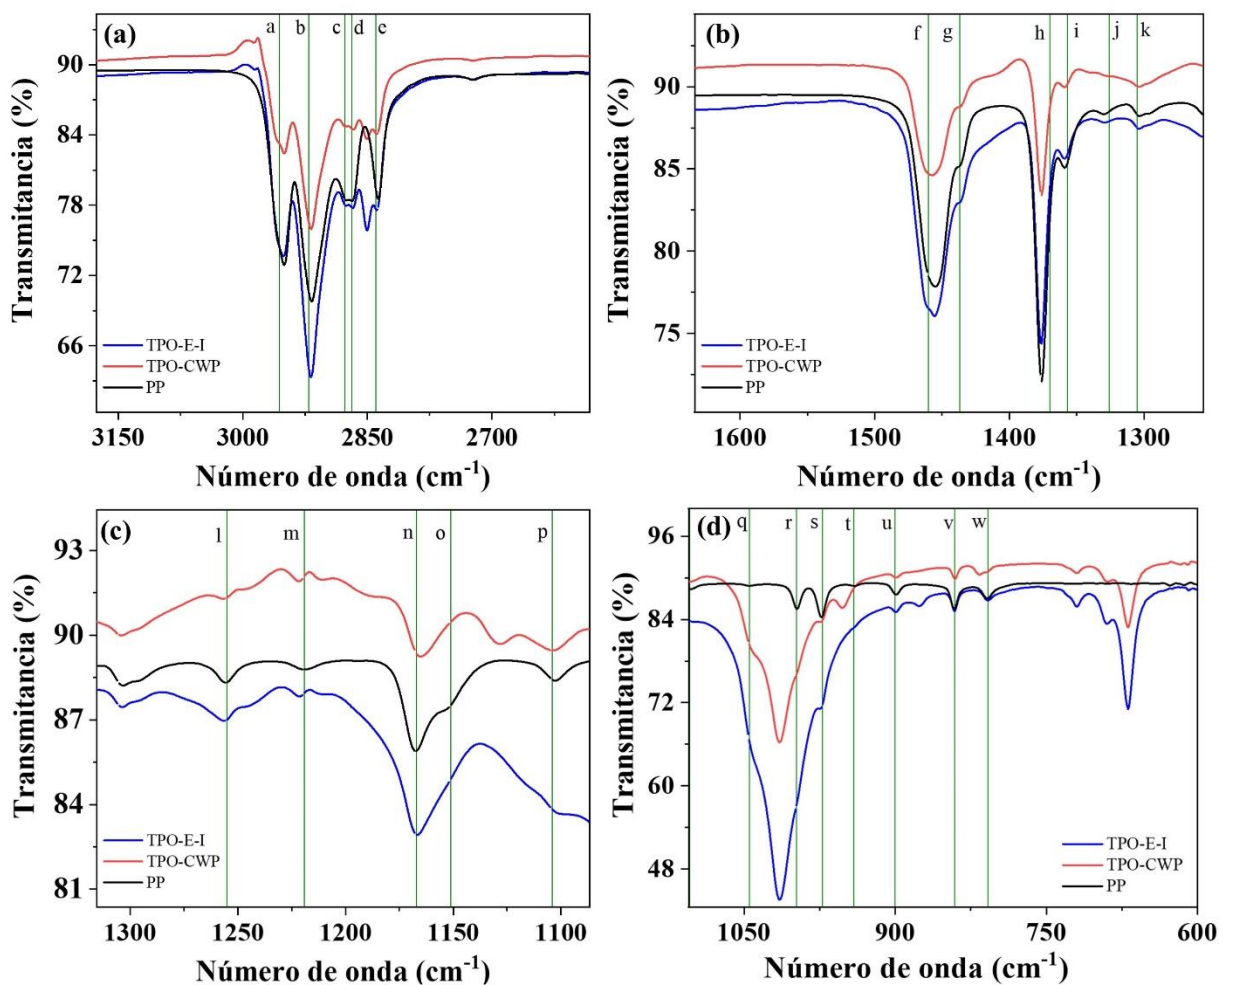 (a) a b c d e
90
84
78
72
66
Transmitancia (%)
TPO-E-I
TPO-CWP
PP
3150 3000 2850 2700
Número de onda (cm-1)
(b) f g h i j k
90
85
80
75
Transmitancia (%)
TPO-E-I
TPO-CWP
PP
1600 1500 1400 1300
Número de onda (cm-1)
(c) l m n o p
93
90
87
84
81
Transmitancia (%)
TPO-E-I
TPO-CWP
PP
1300 1250 1200 1150 1100
Número de onda (cm-1)
(d) q r s t u v w
96
84
72
60
48
Transmitancia (%)
TPO-E-I
TPO-CWP
PP
1050 900 750 600
Número de onda (cm-1)